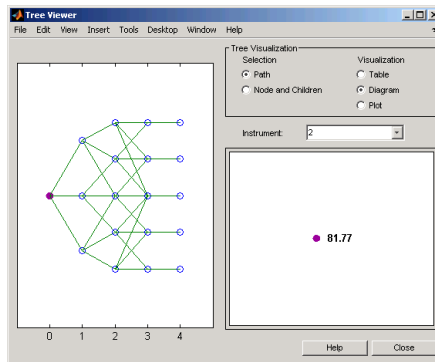 Tree Viewer
File Edit View Insert Tools Desktop Window Help
Tree Visualization
Selection
Visualization
Path
Table
Node and Children
Diagram
Plot
Instrument:
2
81.77
0 1 2 3 4
Help
Close